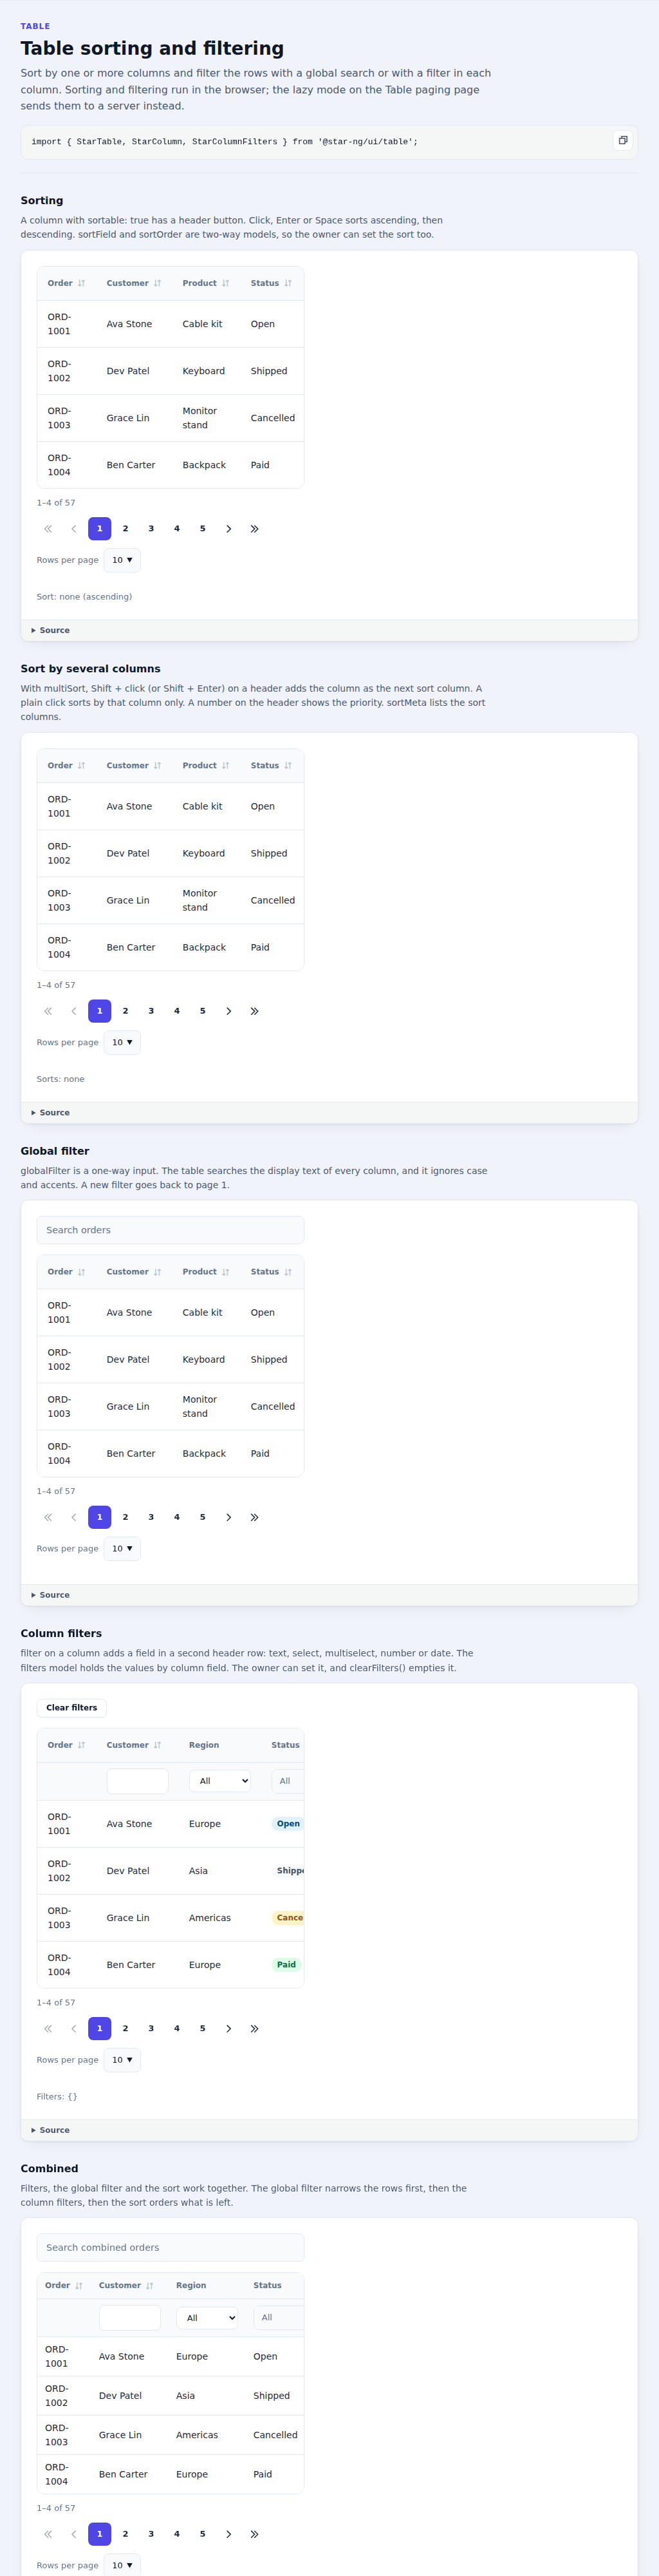 TABLE
Table sorting and filtering
Sort by one or more columns and filter the rows with a global search or with a filter in each
column. Sorting and filtering run in the browser; the lazy mode on the Table paging page
sends them to a server instead.
import { StarTable, StarColumn, StarColumnFilters } from '@star-ng/ui/table';
Sorting
A column with sortable: true has a header button. Click, Enter or Space sorts ascending, then
descending. sortField and sortOrder are two-way models, so the owner can set the sort too.
Order Customer Product Status
ORD-
1001 Ava Stone Cable kit Open
ORD-
1002 Dev Patel Keyboard Shipped
ORD-
1003 Grace Lin Monitor
stand Cancelled
ORD-
1004 Ben Carter Backpack Paid
1–4 of 57
1 2 3 4 5
Rows per page 10
Sort: none (ascending)
Source
Sort by several columns
With multiSort, Shift + click (or Shift + Enter) on a header adds the column as the next sort column. A
plain click sorts by that column only. A number on the header shows the priority. sortMeta lists the sort
columns.
Order Customer Product Status
ORD-
1001 Ava Stone Cable kit Open
ORD-
1002 Dev Patel Keyboard Shipped
ORD-
1003 Grace Lin Monitor
stand Cancelled
ORD-
1004 Ben Carter Backpack Paid
1–4 of 57
1 2 3 4 5
Rows per page 10
Sorts: none
Source
Global filter
globalFilter is a one-way input. The table searches the display text of every column, and it ignores case
and accents. A new filter goes back to page 1.
Search orders
Order Customer Product Status
ORD-
1001 Ava Stone Cable kit Open
ORD-
1002 Dev Patel Keyboard Shipped
ORD-
1003 Grace Lin Monitor
stand Cancelled
ORD-
1004 Ben Carter Backpack Paid
1–4 of 57
1 2 3 4 5
Rows per page 10
Source
Column filters
filter on a column adds a field in a second header row: text, select, multiselect, number or date. The
filters model holds the values by column field. The owner can set it, and clearFilters() empties it.
Clear filters
Order Customer Region Status
All All
ORD-
1001 Ava Stone Europe Open
ORD-
1002 Dev Patel Asia Shippe
ORD-
1003 Grace Lin Americas Cance
ORD-
1004 Ben Carter Europe Paid
1–4 of 57
1 2 3 4 5
Rows per page 10
Filters: {}
Source
Combined
Filters, the global filter and the sort work together. The global filter narrows the rows first, then the
column filters, then the sort orders what is left.
Search combined orders
Order Customer Region Status
All All
ORD-
1001 Ava Stone Europe Open
ORD-
1002 Dev Patel Asia Shipped
ORD-
1003 Grace Lin Americas Cancelled
ORD-
1004 Ben Carter Europe Paid
1–4 of 57
1 2 3 4 5
Rows per page 10